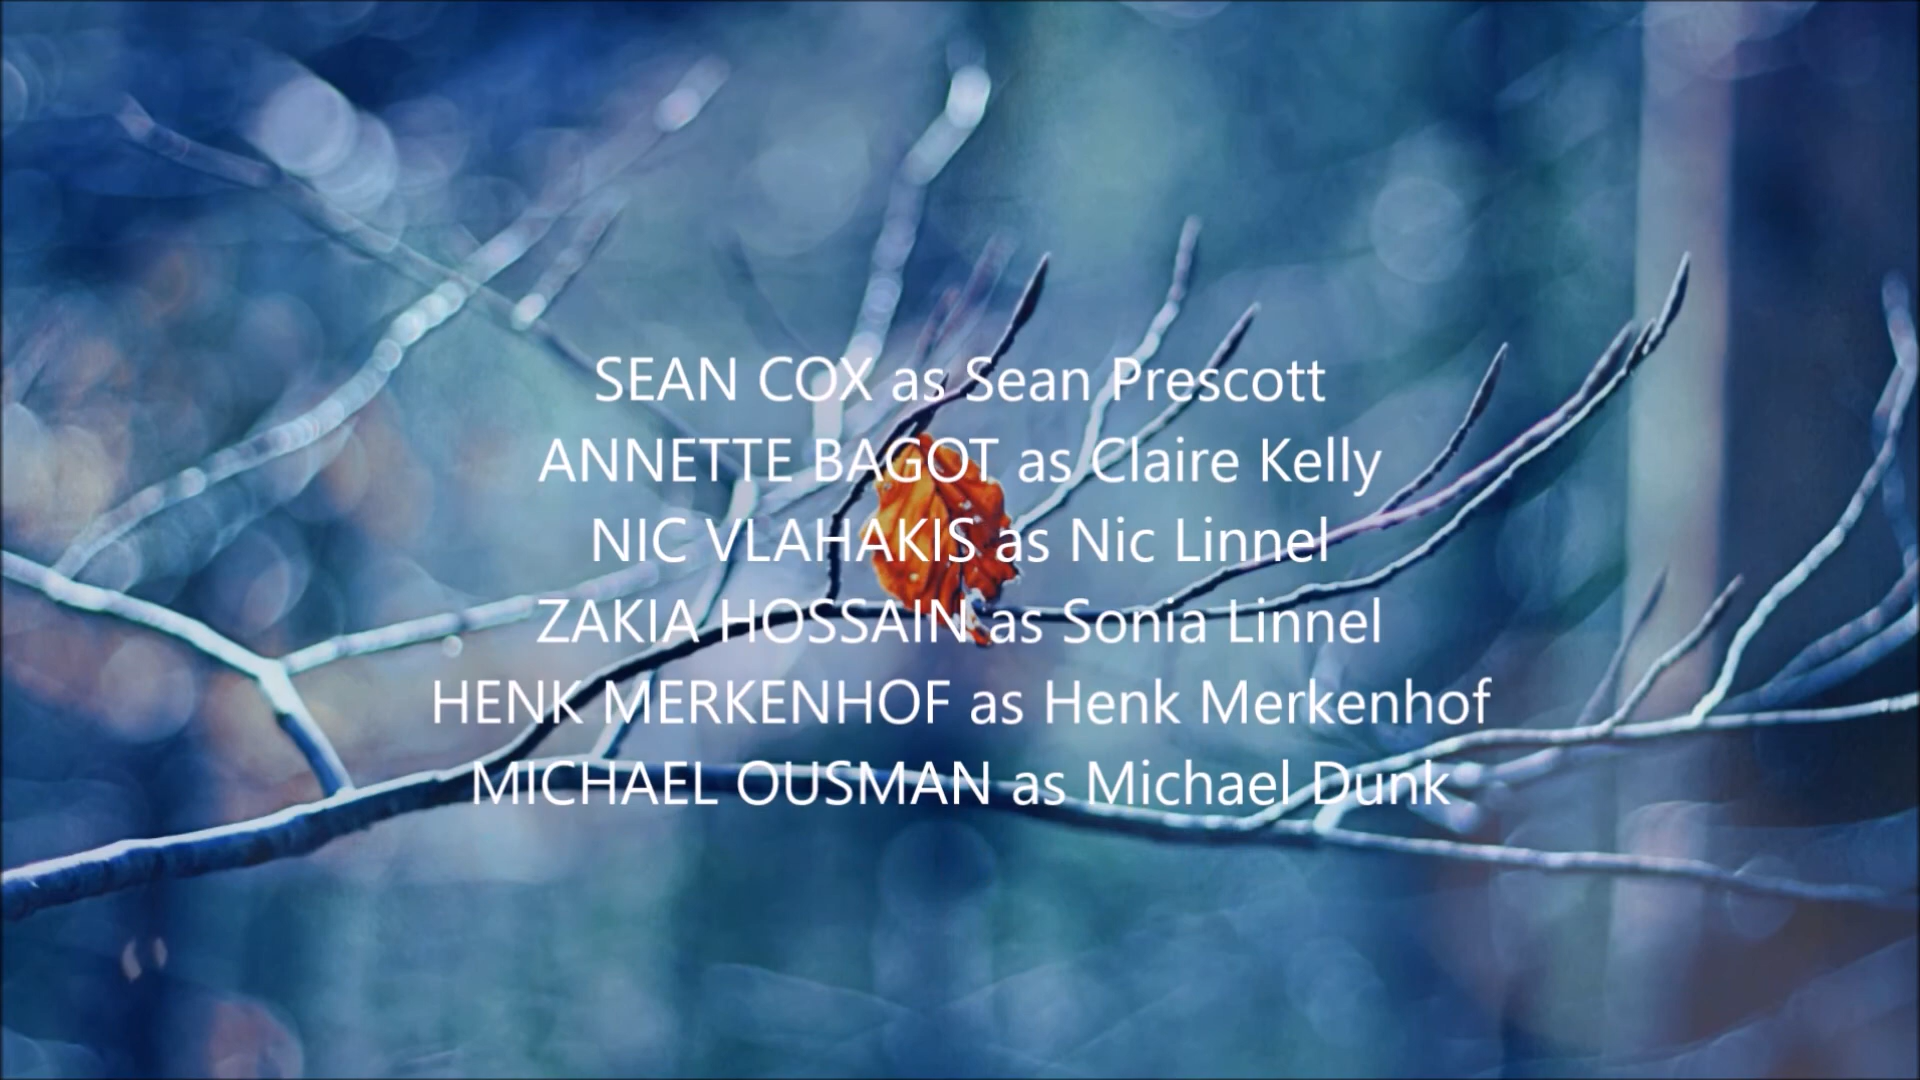 SEAN COX as Sean Prescott
ANNETTE BAGOT as Claire Kelly
NIC VLAHAKIS as Nic Linnel
ZAKIA HOSSAIN as Sonia Linnel
HENK MERKENHOF as Henk Merkenhof
MICHAEL OUSMAN as Michael Dunk